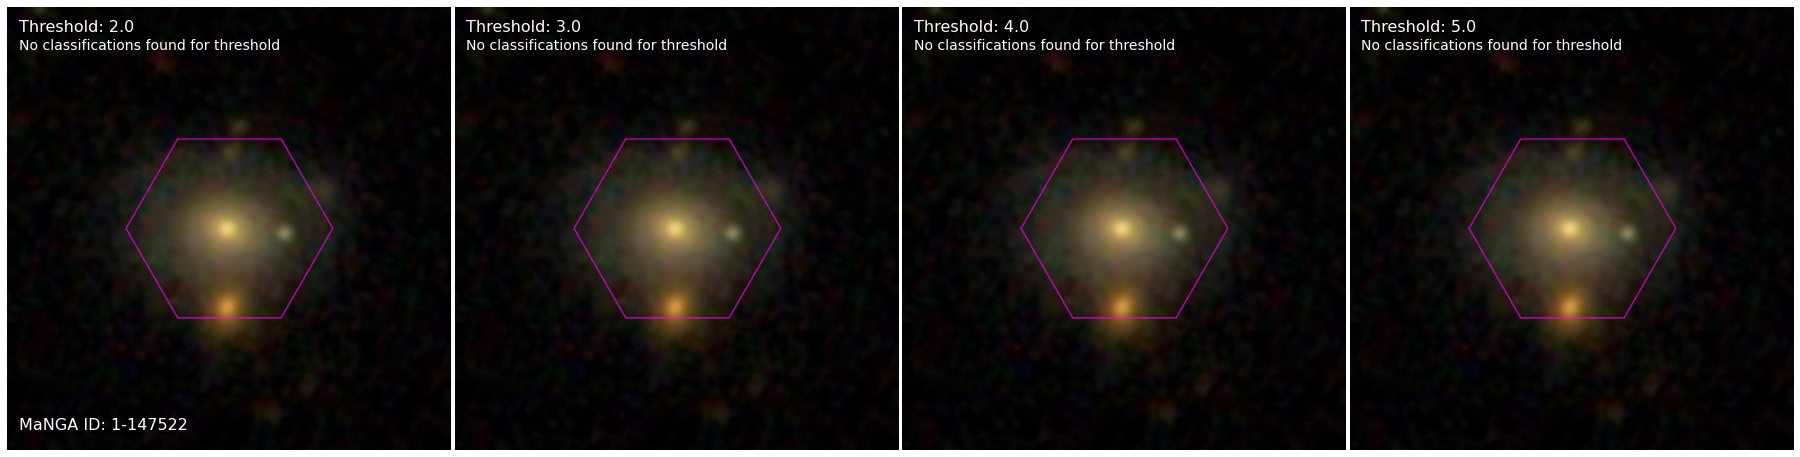 Threshold: 2.0
No classifications found for threshold
MaNGA ID: 1-147522
Threshold: 3.0
No classifications found for threshold
Threshold: 4.0
No classifications found for threshold
Threshold: 5.0
No classifications found for threshold